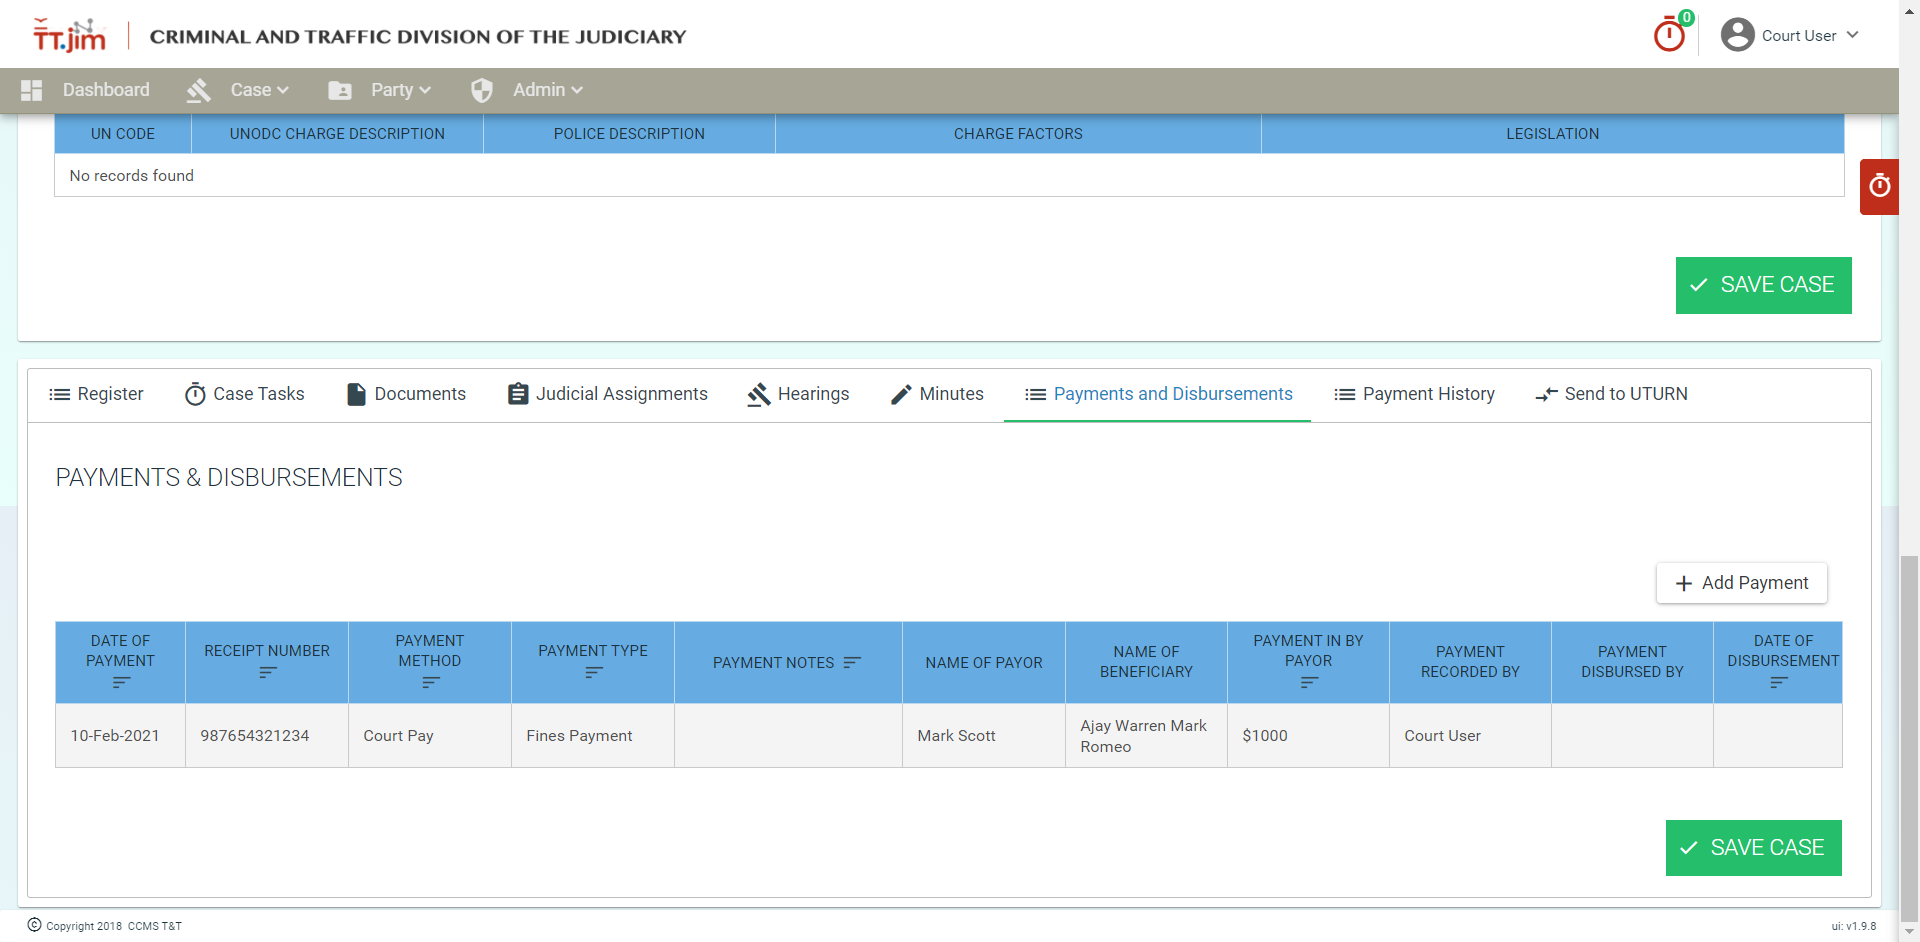 TT.jim
CRIMINAL AND TRAFFIC DIVISION OF THE JUDICIARY
0
Court User
Dashboard
Case
Party
Admin
UN CODE
UNODC CHARGE DESCRIPTION
POLICE DESCRIPTION
CHARGE FACTORS
LEGISLATION
No records found
SAVE CASE
Register
Case Tasks
Documents
Judicial Assignments
Hearings
Minutes
Payments and Disbursements
Payment History
Send to UTURN
PAYMENTS & DISBURSEMENTS
Add Payment
DATE OF
PAYMENT
RECEIPT NUMBER
PAYMENT
METHOD
PAYMENT TYPE
PAYMENT NOTES
NAME OF PAYOR
NAME OF
BENEFICIARY
PAYMENT IN BY
PAYOR
PAYMENT
RECORDED BY
PAYMENT
DISBURSED BY
DATE OF
DISBURSEMENT
10-Feb-2021
987654321234
Court Pay
Fines Payment
Mark Scott
Ajay Warren Mark
Romeo
$1000
Court User
SAVE CASE
© Copyright 2018 CCMS T&T
ui: v1.9.8